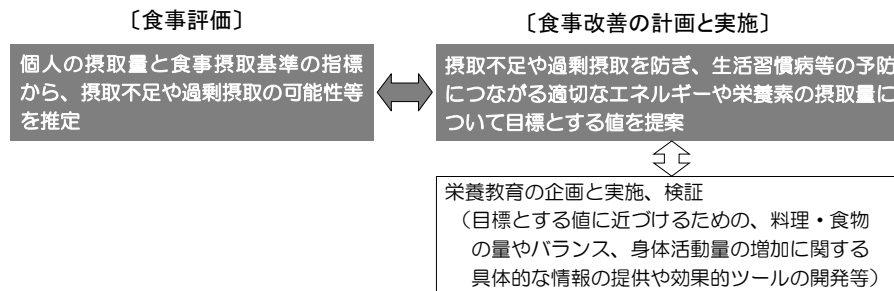 〔食事評価〕
〔食事改善の計画と実施〕
個人の摂取量と食事摂取基準の指標
から、摂取不足や過剰摂取の可能性等
を推定
摂取不足や過剰摂取を防ぎ、生活習慣病等の予防
につながる適切なエネルギーや栄養素の摂取量に
ついて目標とする値を提案
栄養教育の企画と実施、検証
（目標とする値に近づけるための、料理・食物
の量やバランス、身体活動量の増加に関する
具体的な情報の提供や効果的ツールの開発等）